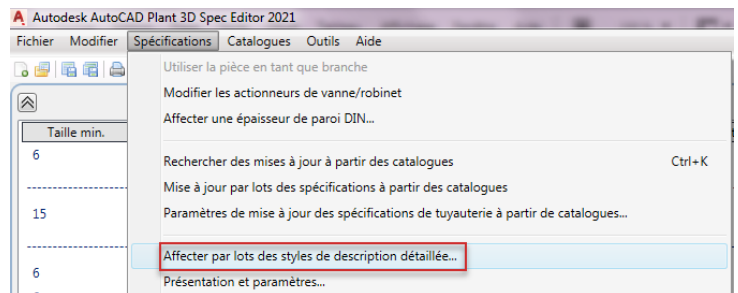 Autodesk AutoCAD Plant 3D Spec Editor 2021
Fichier Modifier Spécifications Catalogues Outils Aide
Utiliser la pièce en tant que branche
Modifier les actionneurs de vanne/robinet
Affecter une épaisseur de paroi DIN...
Taille min.
6
Rechercher des mises à jour à partir des catalogues Ctrl+K
Mise à jour par lots des spécifications à partir des catalogues
15
Paramètres de mise à jour des spécifications de tuyauterie à partir de catalogues...
Affecter par lots des styles de description détaillée...
6
Présentation et paramètres...